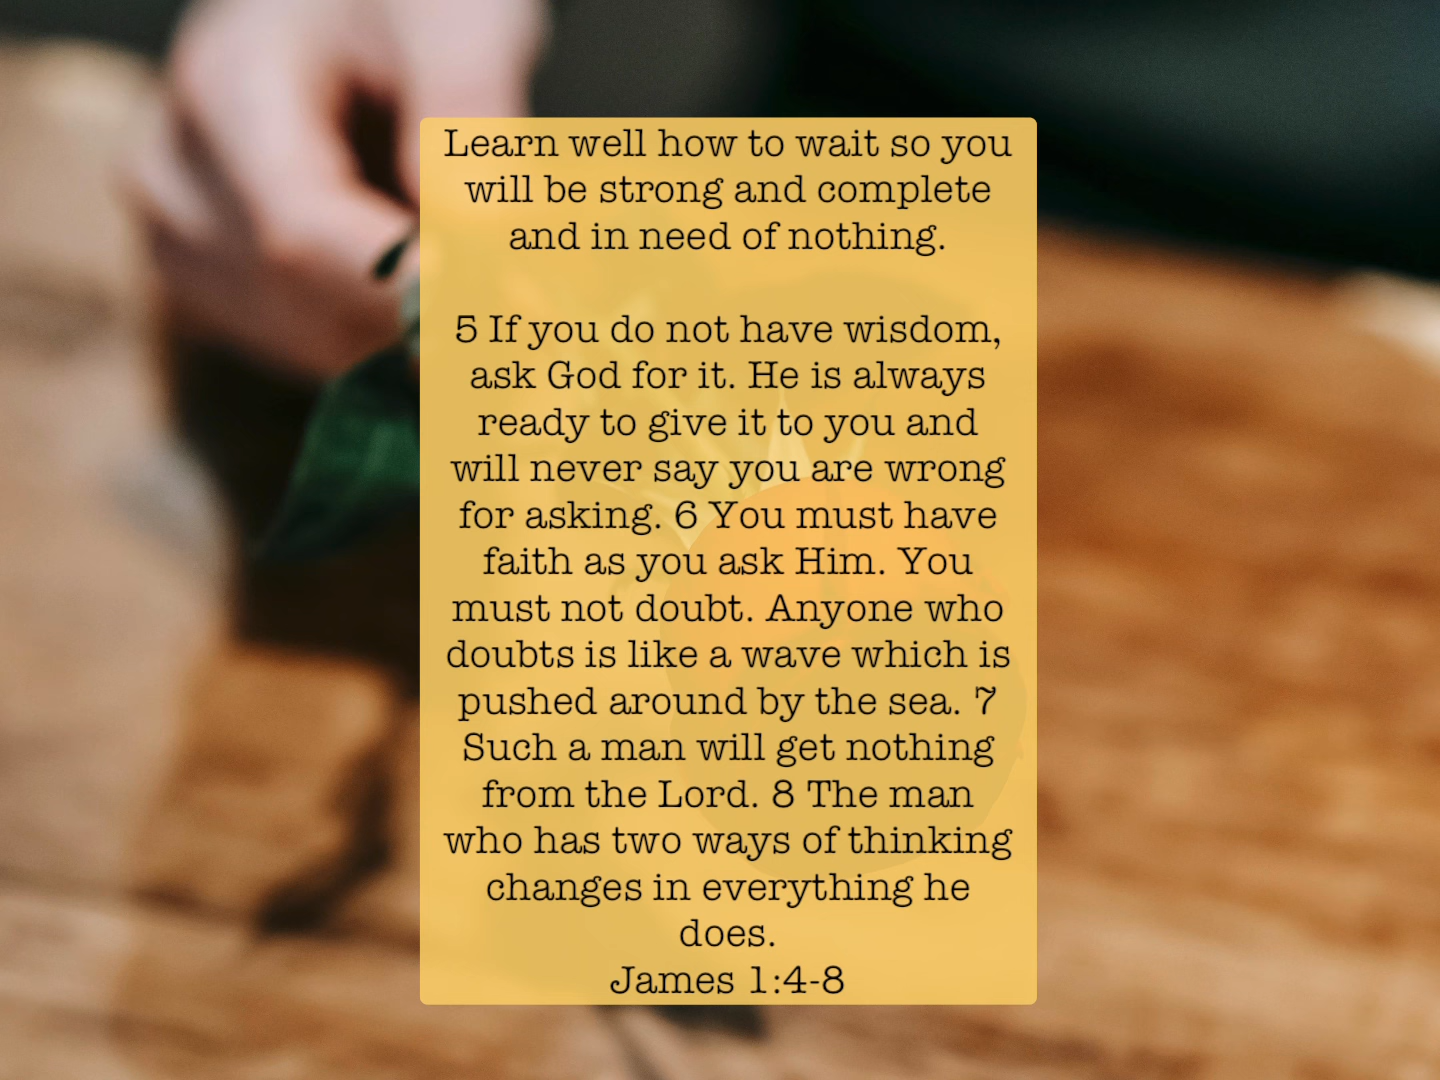 Learn well how to wait so you
will be strong and complete
and in need of nothing.
5 If you do not have wisdom,
ask God for it. He is always
ready to give it to you and
will never say you are wrong
for asking. 6 You must have
faith as you ask Him. You
must not doubt. Anyone who
doubts is like a wave which is
pushed around by the sea. 7
Such a man will get nothing
from the Lord. 8 The man
who has two ways of thinking
changes in everything he
does.
James 1:4-8